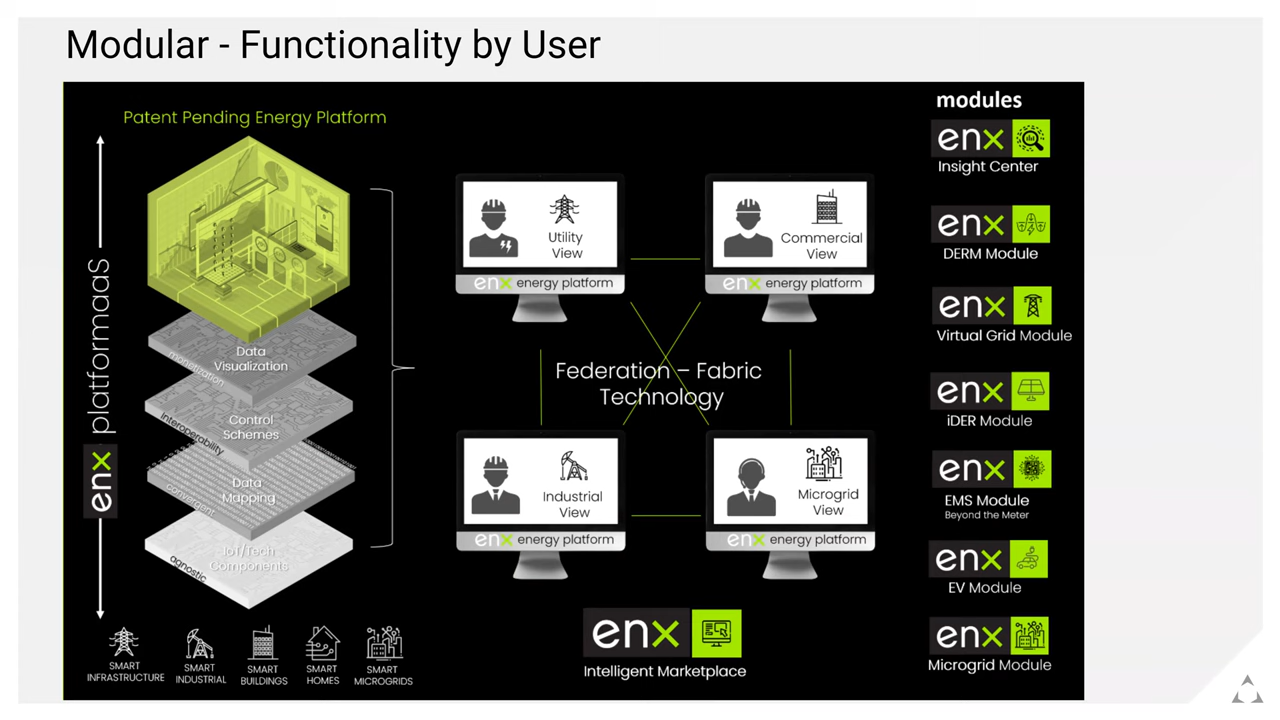 Modular - Functionality by User
Patent Pending Energy Platform
enx platformaaS
Data
Visualization
monetization
Control
Schemes
Interoperability
Data
Mapping
convergent
IoT/Tech
Components
agnostic
SMART
INFRASTRUCTURE
SMART
INDUSTRIAL
SMART
BUILDINGS
SMART
HOMES
SMART
MICROGRIDS
Utility
View
enx energy platform
Commercial
View
enx energy platform
Federation – Fabric
Technology
Industrial
View
enx energy platform
Microgrid
View
enx energy platform
enx
Intelligent Marketplace
modules
enx
Insight Center
enx
DERM Module
enx
Virtual Grid Module
enx
iDER Module
enx
EMS Module
Beyond the Meter
enx
EV Module
enx
Microgrid Module